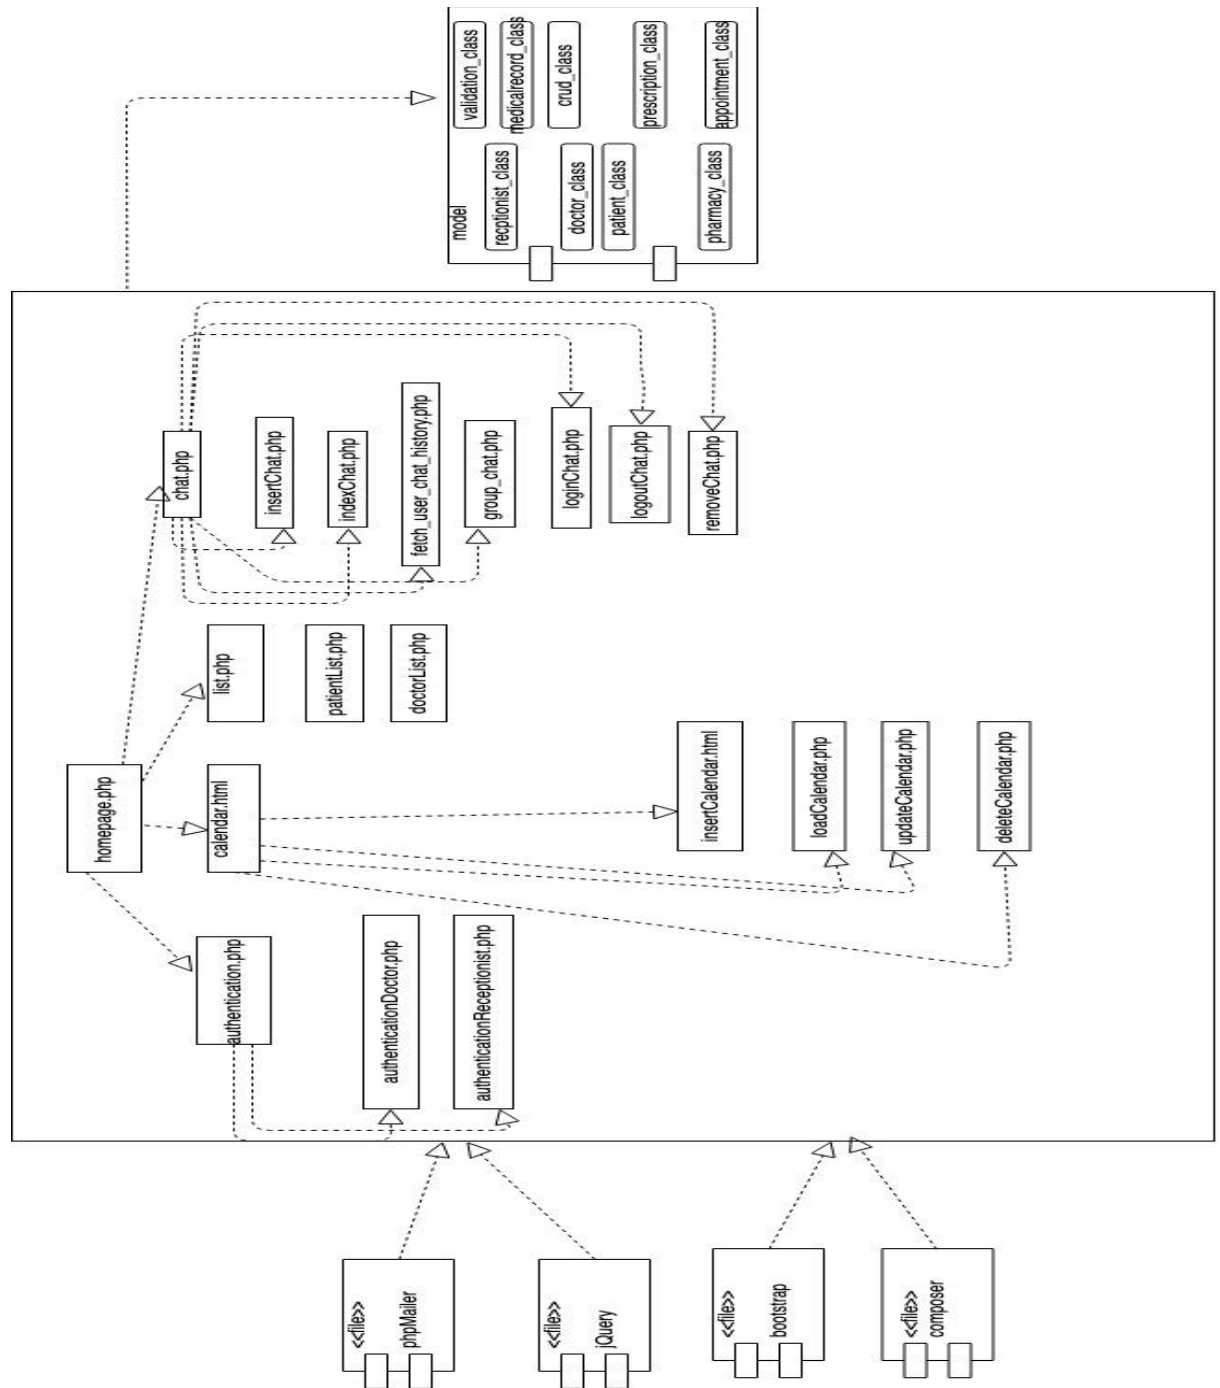 <<file>>
phpMailer
<<file>>
jQuery
<<file>>
bootstrap
<<file>>
composer
homepage.php
authentication.php
calendar.html
list.php
chat.php
authenticationDoctor.php
authenticationReceptionist.php
insertCalendar.html
loadCalendar.php
updateCalendar.php
deleteCalendar.php
patientList.php
doctorList.php
insertChat.php
indexChat.php
fetch_user_chat_history.php
group_chat.php
loginChat.php
logoutChat.php
removeChat.php
model
recptionist_class
doctor_class
patient_class
pharmacy_class
validation_class
medicalrecord_class
crud_class
prescription_class
appointment_class